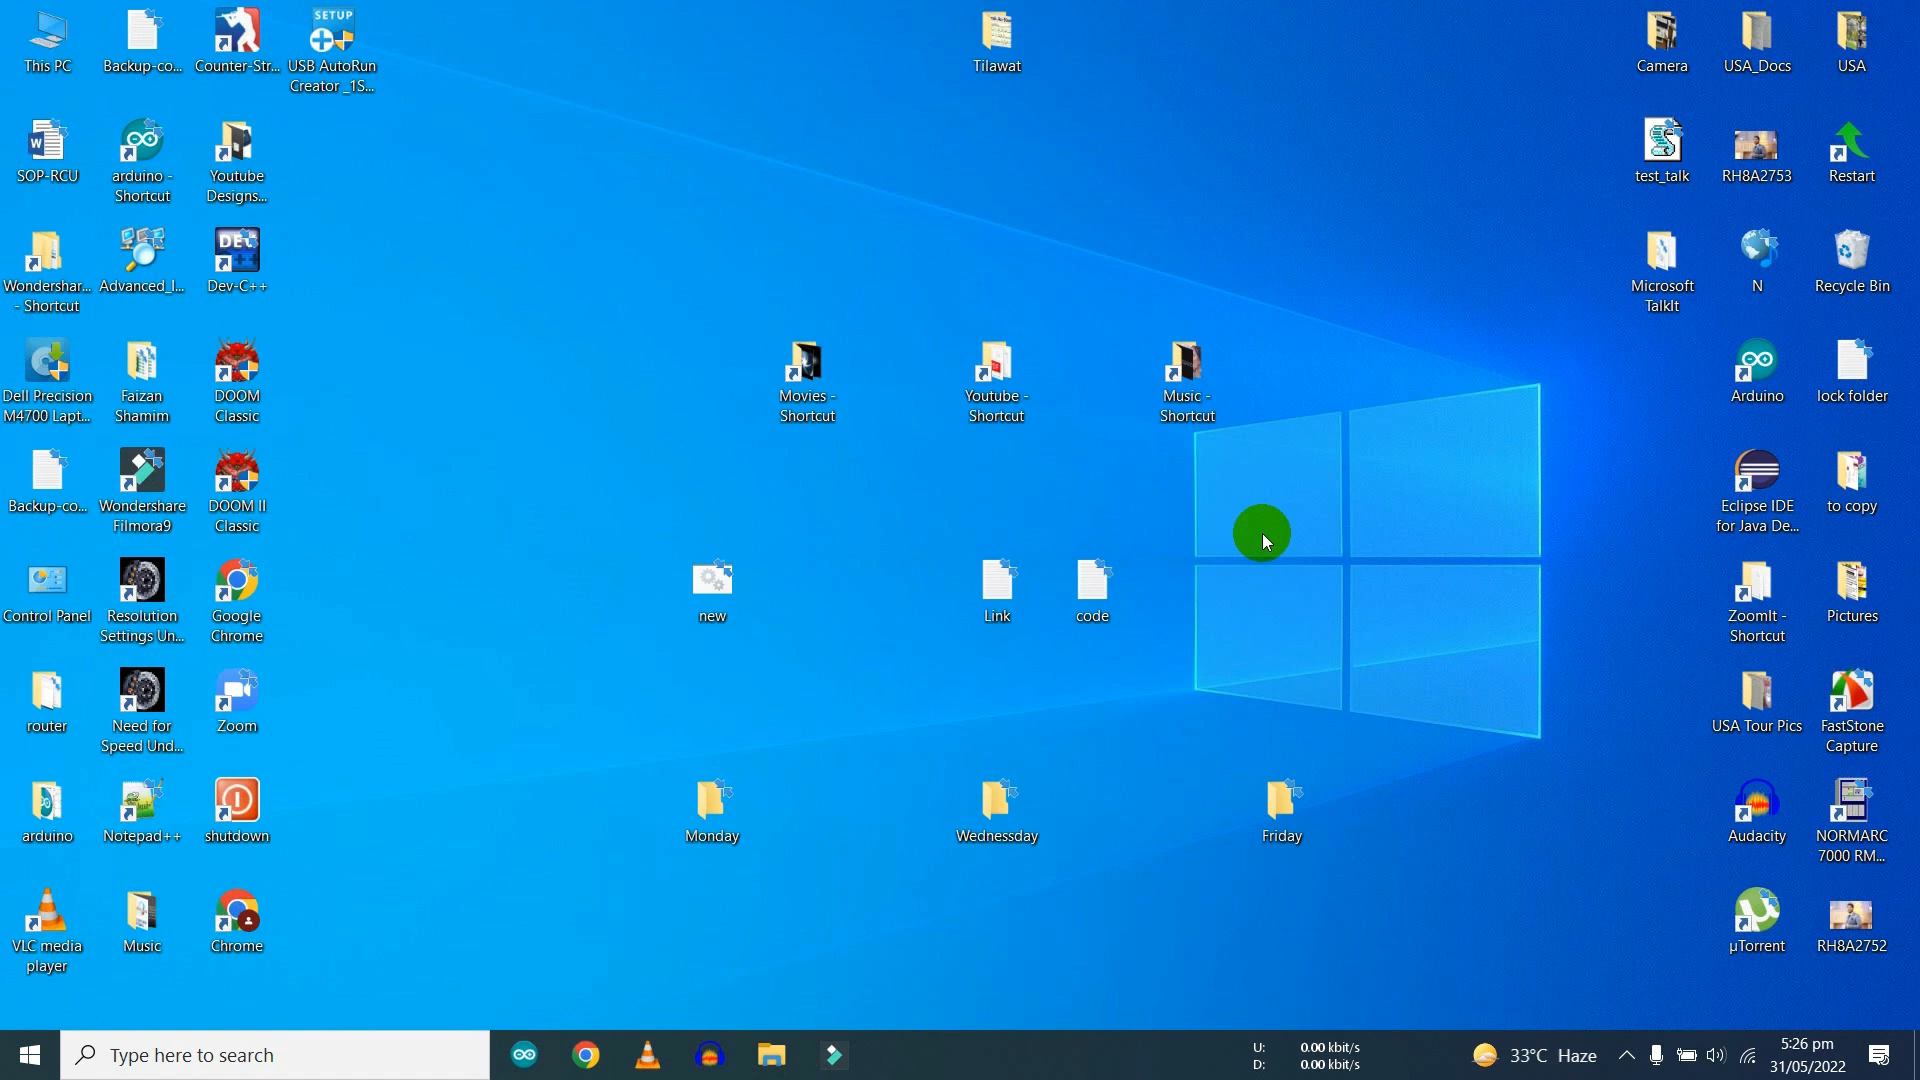 This PC
Backup-co...
Counter-Str...
SETUP
USB AutoRun
Creator _1S...
Tilawat
Camera
USA_Docs
USA
SOP-RCU
arduino -
Shortcut
Youtube
Designs...
test_talk
RH8A2753
Restart
Wondershar...
- Shortcut
Advanced_I...
DEV
Dev-C++
Microsoft
TalkIt
N
Recycle Bin
Dell Precision
M4700 Lapt...
Faizan
Shamim
DOOM
Classic
Movies -
Shortcut
Youtube -
Shortcut
Music -
Shortcut
Arduino
lock folder
Backup-co...
Wondershare
Filmora9
DOOM II
Classic
Eclipse IDE
for Java De...
to copy
Control Panel
Resolution
Settings Un...
Google
Chrome
new
Link
code
ZoomIt -
Shortcut
Pictures
router
Need for
Speed Und...
Zoom
USA Tour Pics
FastStone
Capture
arduino
Notepad++
shutdown
Monday
Wednessday
Friday
Audacity
NORMARC
7000 RM...
VLC media
player
Music
Chrome
µTorrent
RH8A2752
Type here to search
U: 0.00 kbit/s
D: 0.00 kbit/s
33°C Haze
5:26 pm
31/05/2022